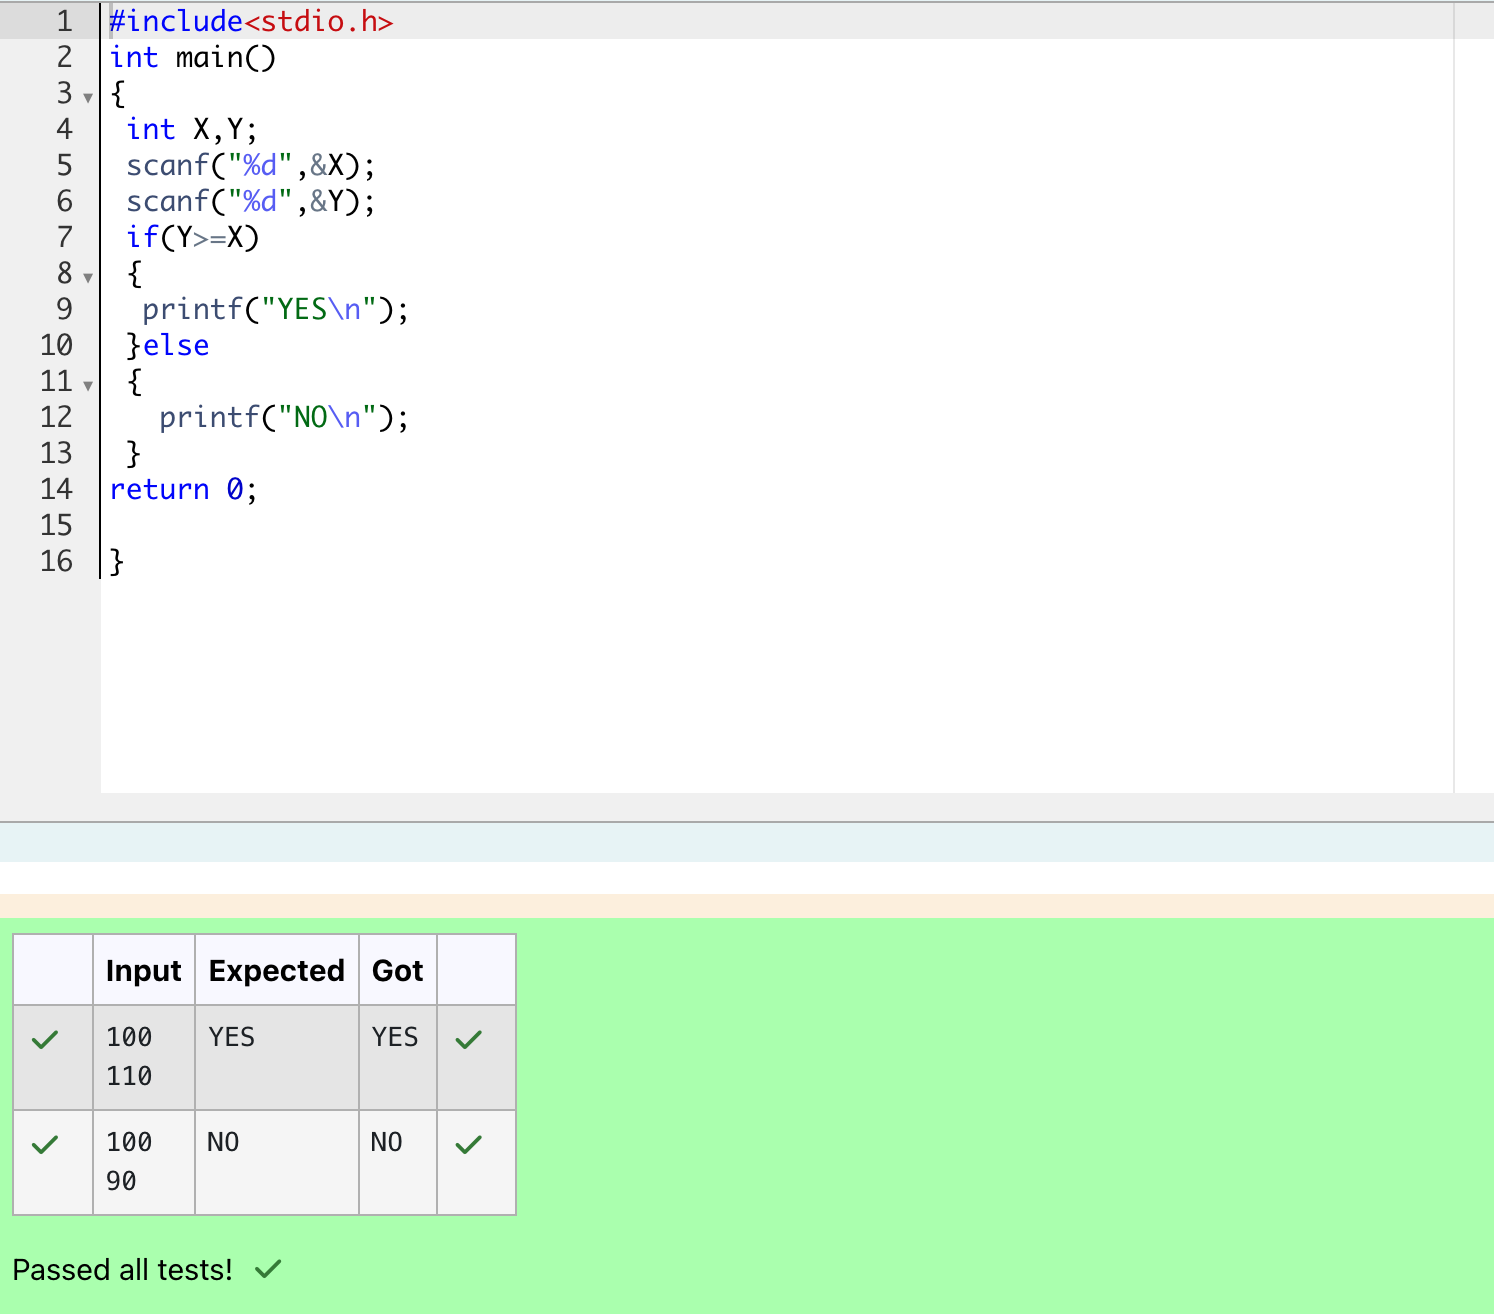 1 #include<stdio.h>
2 int main()
3 {
4  int X,Y;
5  scanf("%d",&X);
6  scanf("%d",&Y);
7  if(Y>=X)
8  {
9   printf("YES\n");
10  }else
11  {
12    printf("NO\n");
13  }
14 return 0;
15
16 }
Input Expected Got
100 YES YES
110
100 NO NO
90
Passed all tests!